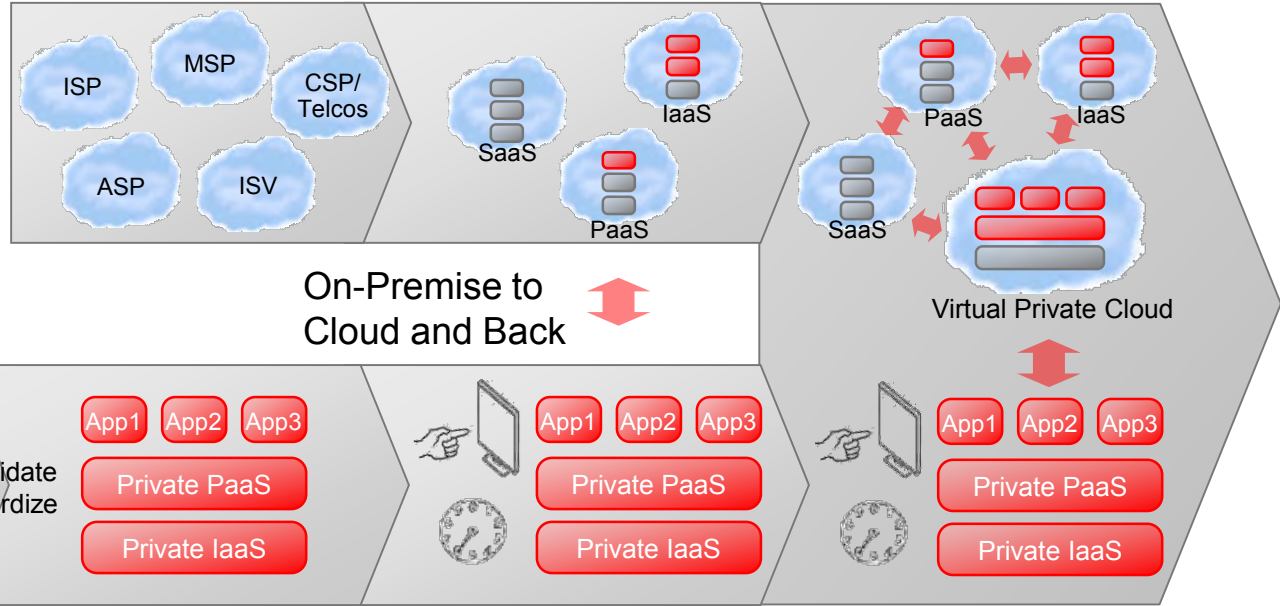 ISP
MSP
CSP/
Telcos
ASP
ISV
SaaS
IaaS
PaaS
PaaS
IaaS
SaaS
Virtual Private Cloud
On-Premise to
Cloud and Back
idate
rdize
App1 App2 App3
Private PaaS
Private IaaS
App1 App2 App3
Private PaaS
Private IaaS
App1 App2 App3
Private PaaS
Private IaaS